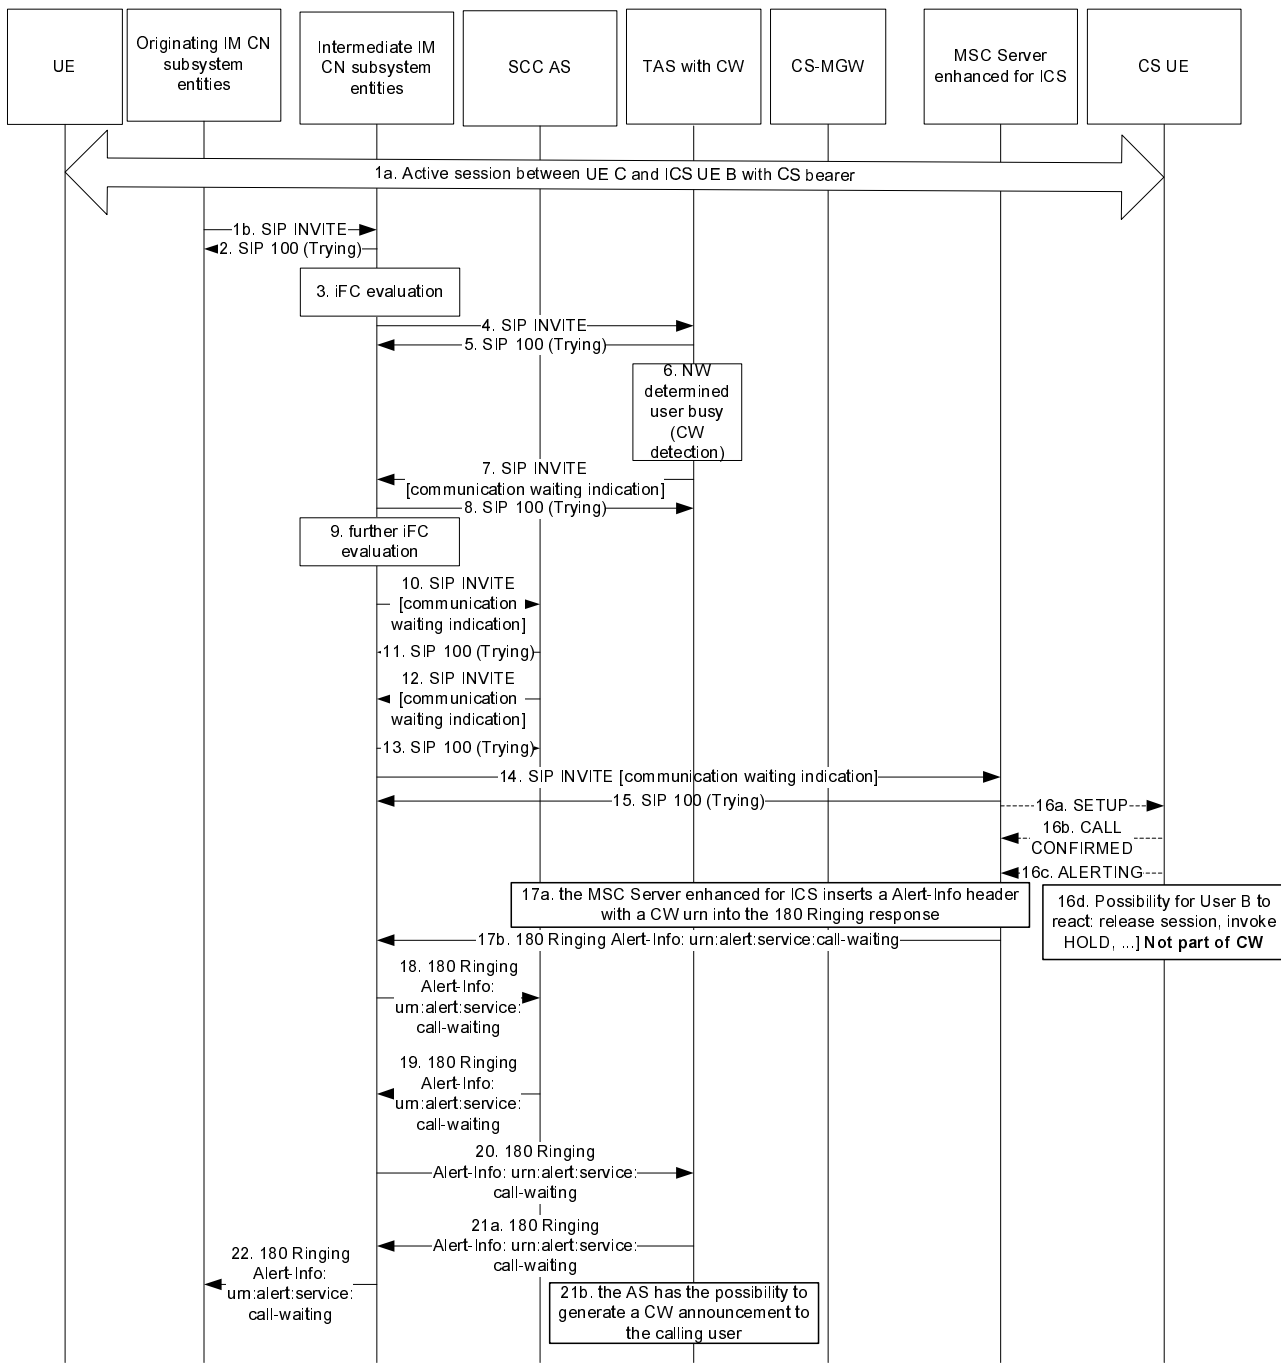 UE
Originating IM CN
subsystem
entities
Intermediate IM
CN subsystem
entities
SCC AS
TAS with CW
CS-MGW
MSC Server
enhanced for ICS
CS UE
1a. Active session between UE C and ICS UE B with CS bearer
1b. SIP INVITE
2. SIP 100 (Trying)
3. iFC evaluation
4. SIP INVITE
5. SIP 100 (Trying)
6. NW
determined
user busy
(CW
detection)
7. SIP INVITE
[communication waiting indication]
8. SIP 100 (Trying)
9. further iFC
evaluation
10. SIP INVITE
[communication
waiting indication]
11. SIP 100 (Trying)
12. SIP INVITE
[communication
waiting indication]
13. SIP 100 (Trying)
14. SIP INVITE [communication waiting indication]
15. SIP 100 (Trying)
16a. SETUP
16b. CALL
CONFIRMED
16c. ALERTING
17a. the MSC Server enhanced for ICS inserts a Alert-Info header
with a CW urn into the 180 Ringing response
16d. Possibility for User B to
react: release session, invoke
HOLD, ...] Not part of CW
17b. 180 Ringing Alert-Info: urn:alert:service:call-waiting
18. 180 Ringing
Alert-Info:
urn:alert:service:
call-waiting
19. 180 Ringing
Alert-Info:
urn:alert:service:
call-waiting
20. 180 Ringing
Alert-Info: urn:alert:service:
call-waiting
21a. 180 Ringing
Alert-Info: urn:alert:service:
call-waiting
22. 180 Ringing
Alert-Info:
urn:alert:service:
call-waiting
21b. the AS has the possibility to
generate a CW announcement to
the calling user